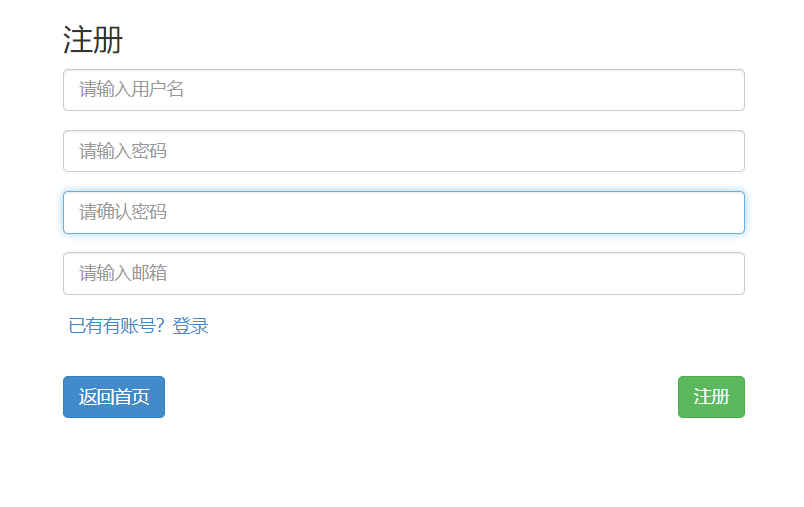 注册
请输入用户名
请输入密码
请确认密码
请输入邮箱
已有有账号？登录
返回首页
注册